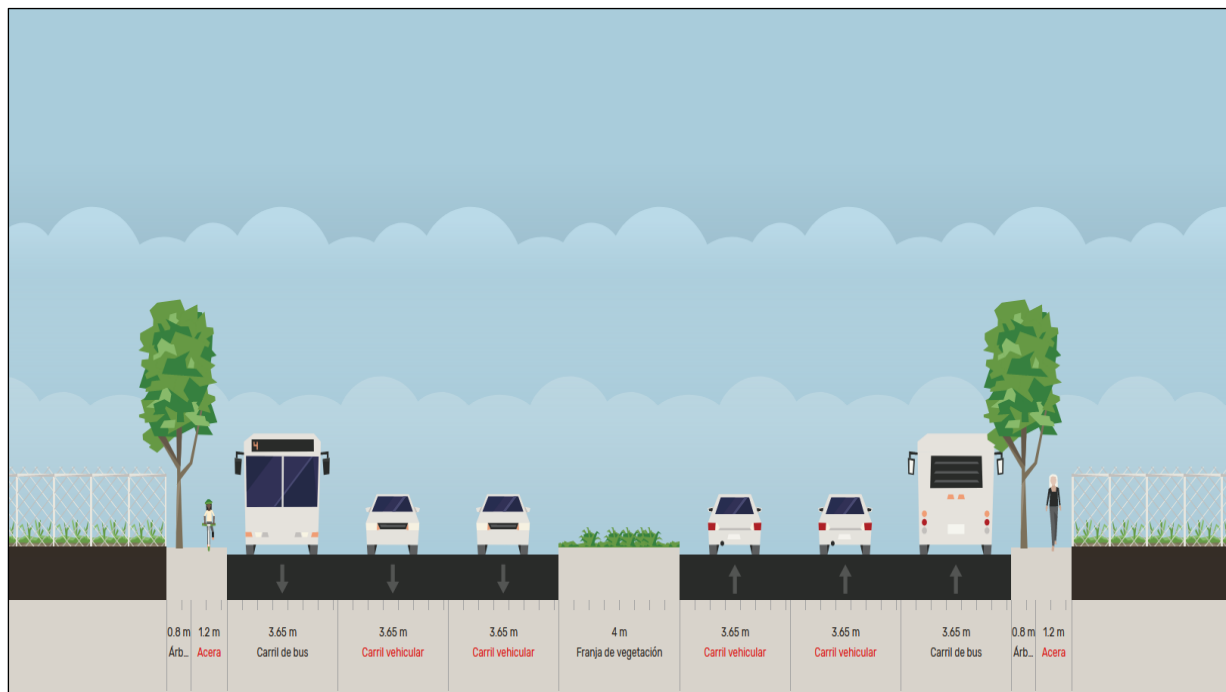 4
0.8 m 1.2 m 3.65 m 3.65 m 3.65 m 4 m 3.65 m 3.65 m 3.65 m 0.8 m 1.2 m
Árb... Acera Carril de bus Carril vehicular Carril vehicular Franja de vegetación Carril vehicular Carril vehicular Carril de bus Árb... Acera